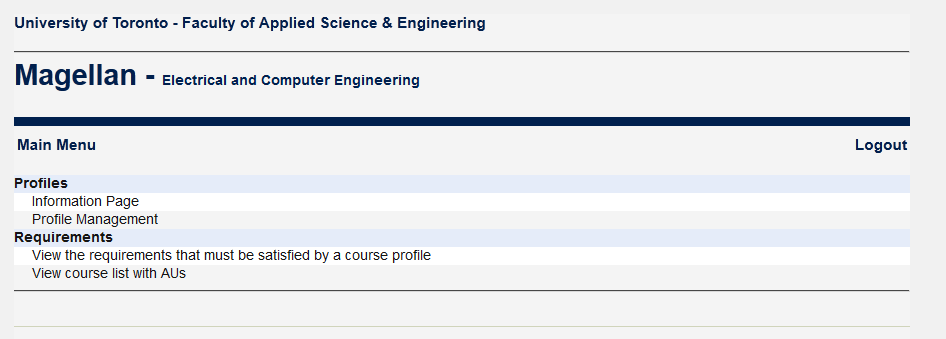 University of Toronto - Faculty of Applied Science & Engineering
Magellan - Electrical and Computer Engineering
Main Menu Logout
Profiles
Information Page
Profile Management
Requirements
View the requirements that must be satisfied by a course profile
View course list with AUs